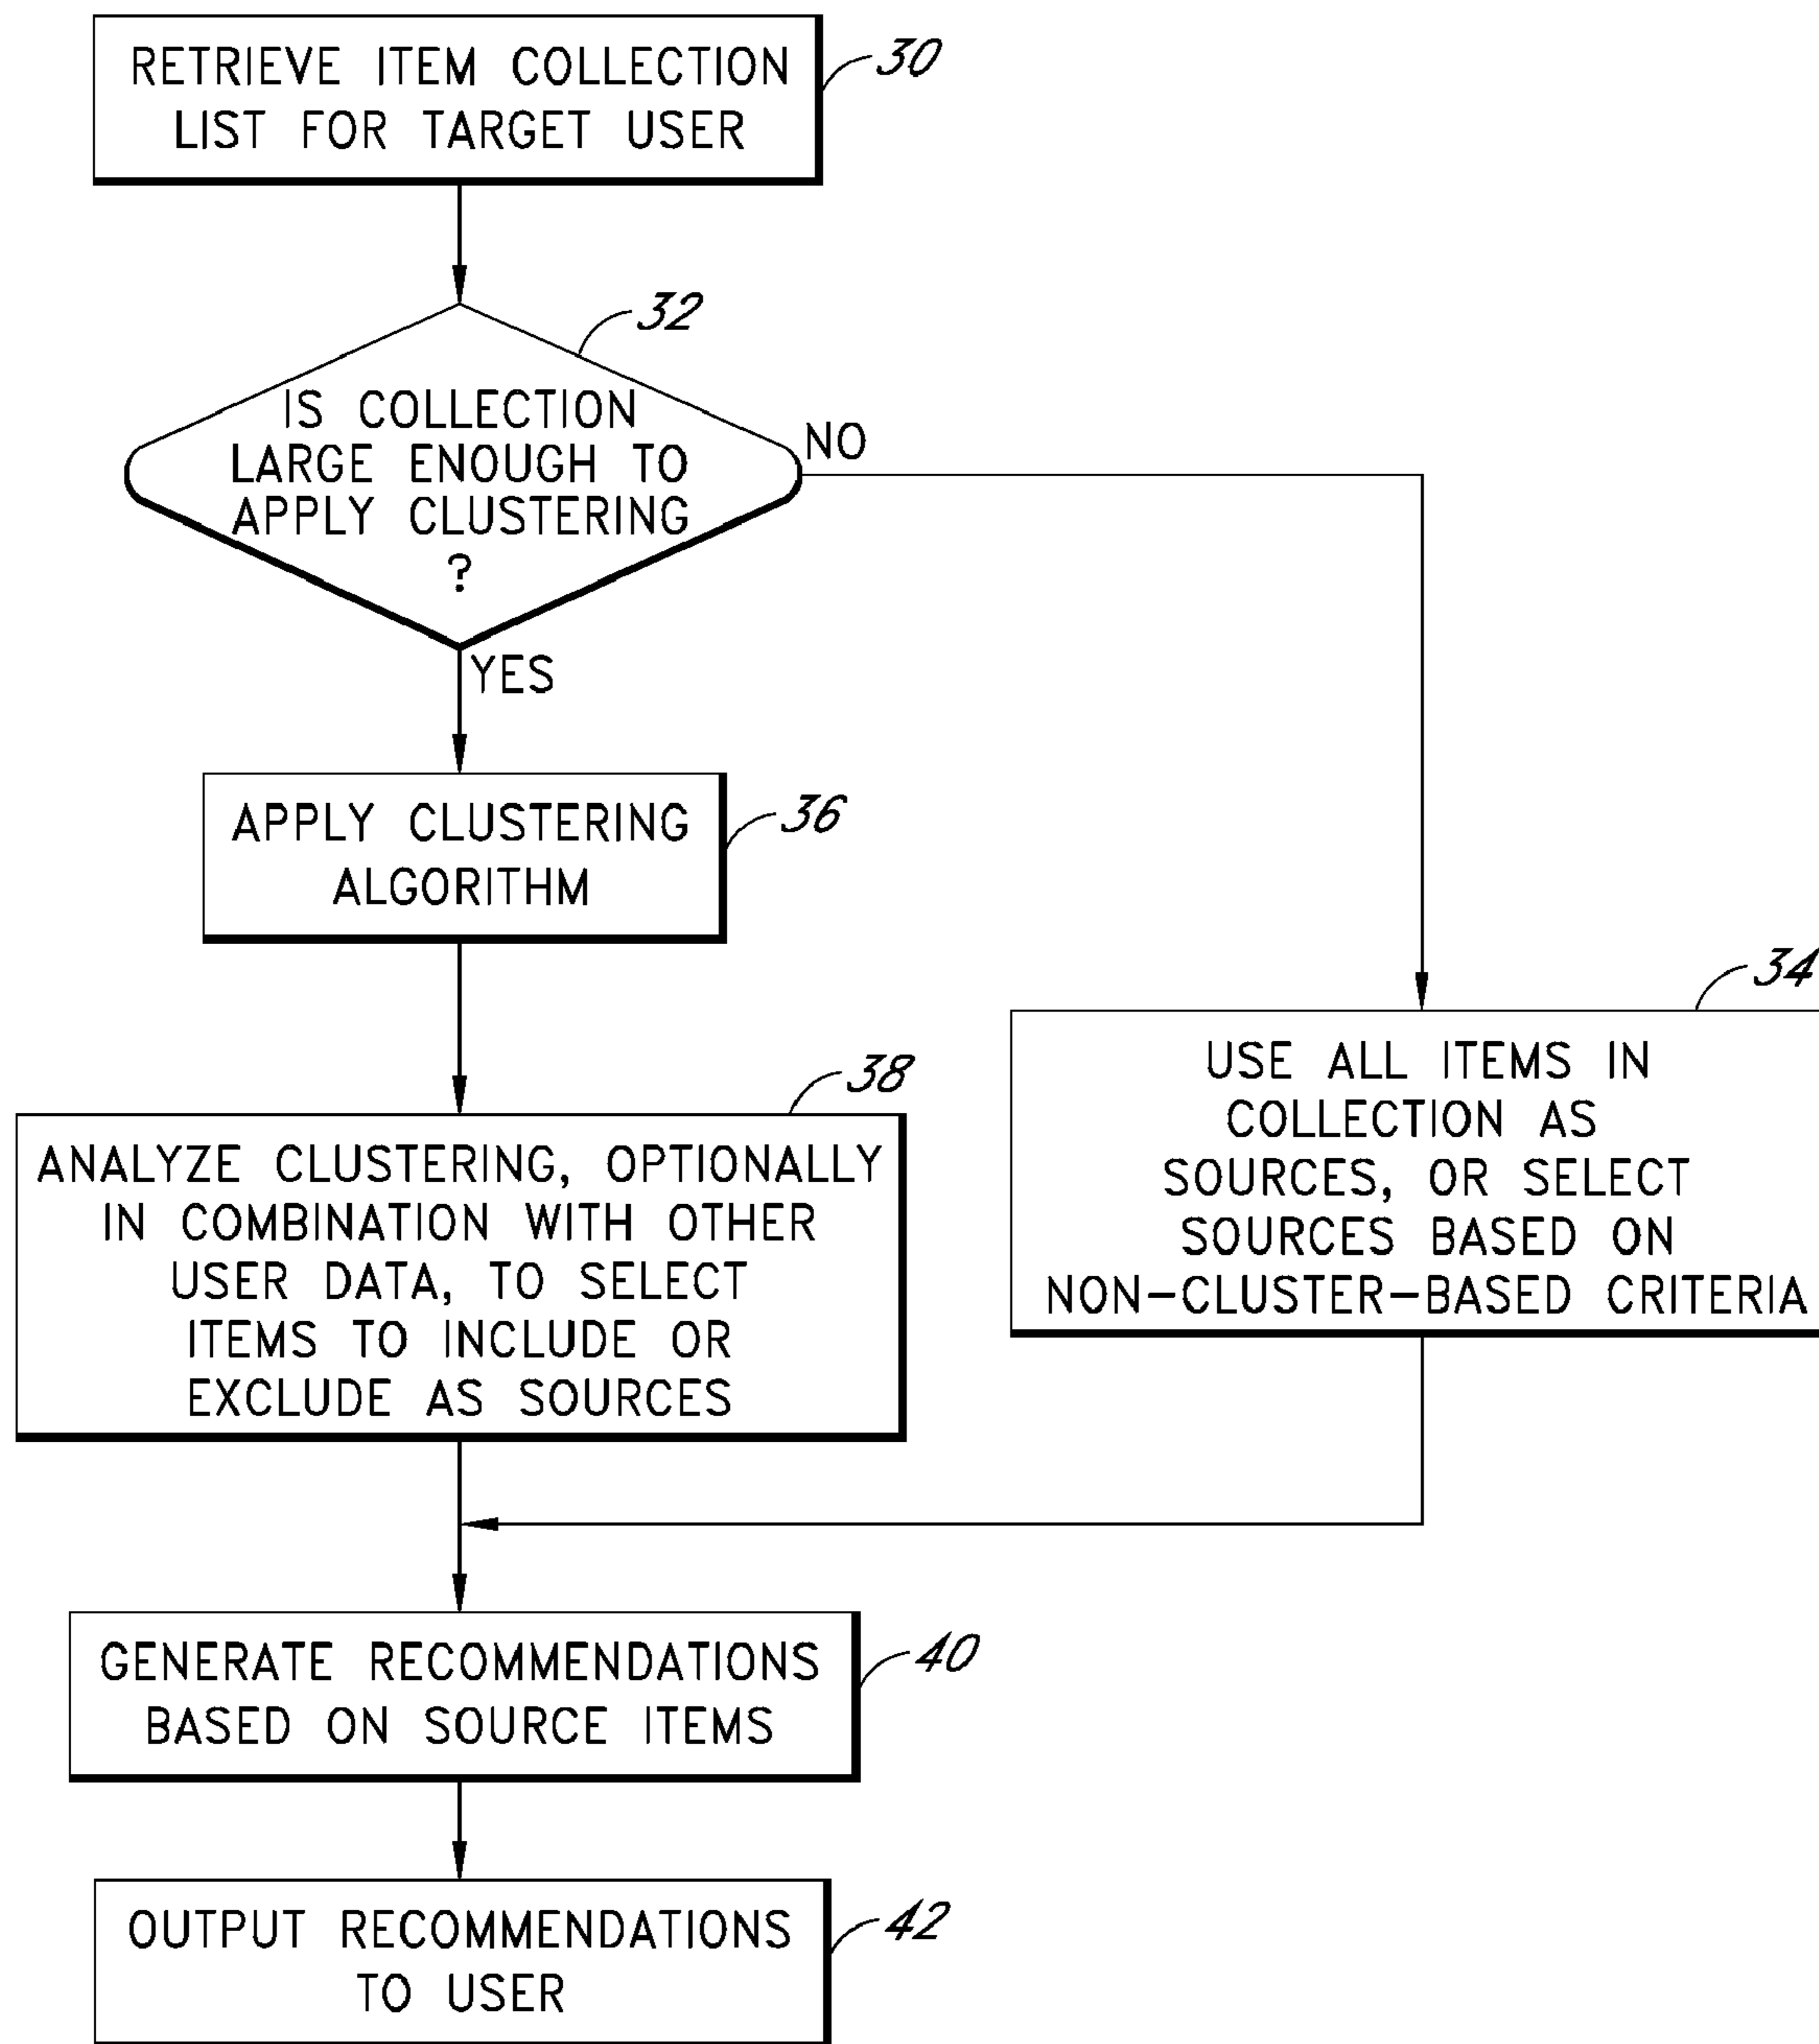 RETRIEVE ITEM COLLECTION
LIST FOR TARGET USER
30
32
IS COLLECTION
LARGE ENOUGH TO
APPLY CLUSTERING
?
NO
YES
APPLY CLUSTERING
ALGORITHM
36
34
USE ALL ITEMS IN
COLLECTION AS
SOURCES, OR SELECT
SOURCES BASED ON
NON-CLUSTER-BASED CRITERIA
38
ANALYZE CLUSTERING, OPTIONALLY
IN COMBINATION WITH OTHER
USER DATA, TO SELECT
ITEMS TO INCLUDE OR
EXCLUDE AS SOURCES
GENERATE RECOMMENDATIONS
BASED ON SOURCE ITEMS
40
OUTPUT RECOMMENDATIONS
TO USER
42